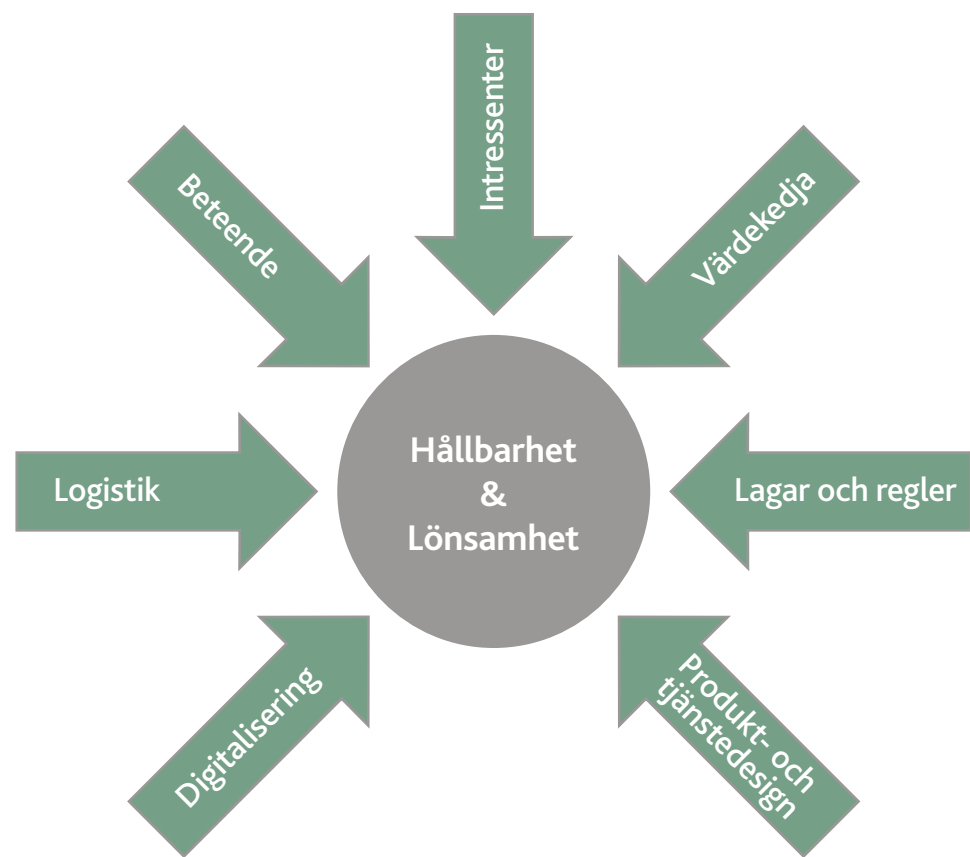 Intressenter
Beteende
Värdekedja
Hållbarhet
&
Lönsamhet
Logistik
Lagar och regler
Digitalisering
Produkt- och
tjänstedesign